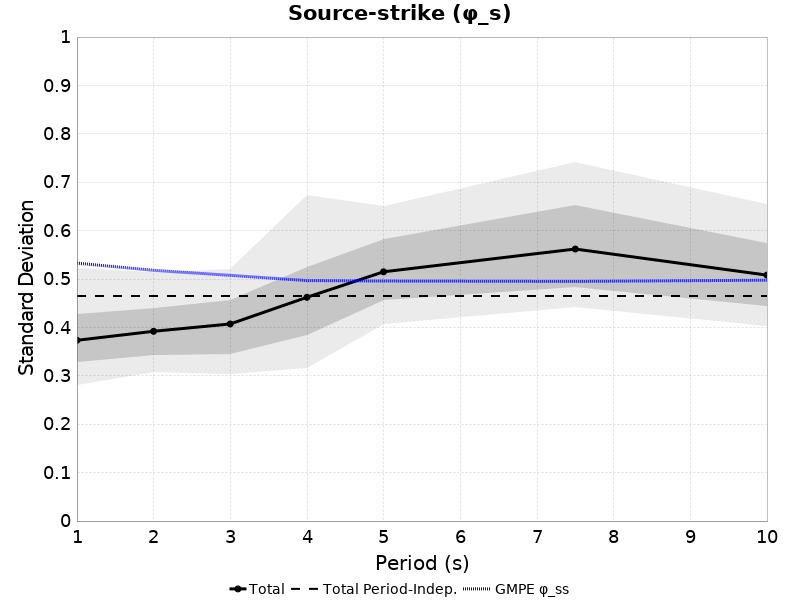 Source-strike (φ_s)
1
0.9
0.8
0.7
0.6
0.5
0.4
0.3
0.2
0.1
0
Standard Deviation
1 2 3 4 5 6 7 8 9 10
Period (s)
Total Total Period-Indep. GMPE φ_ss